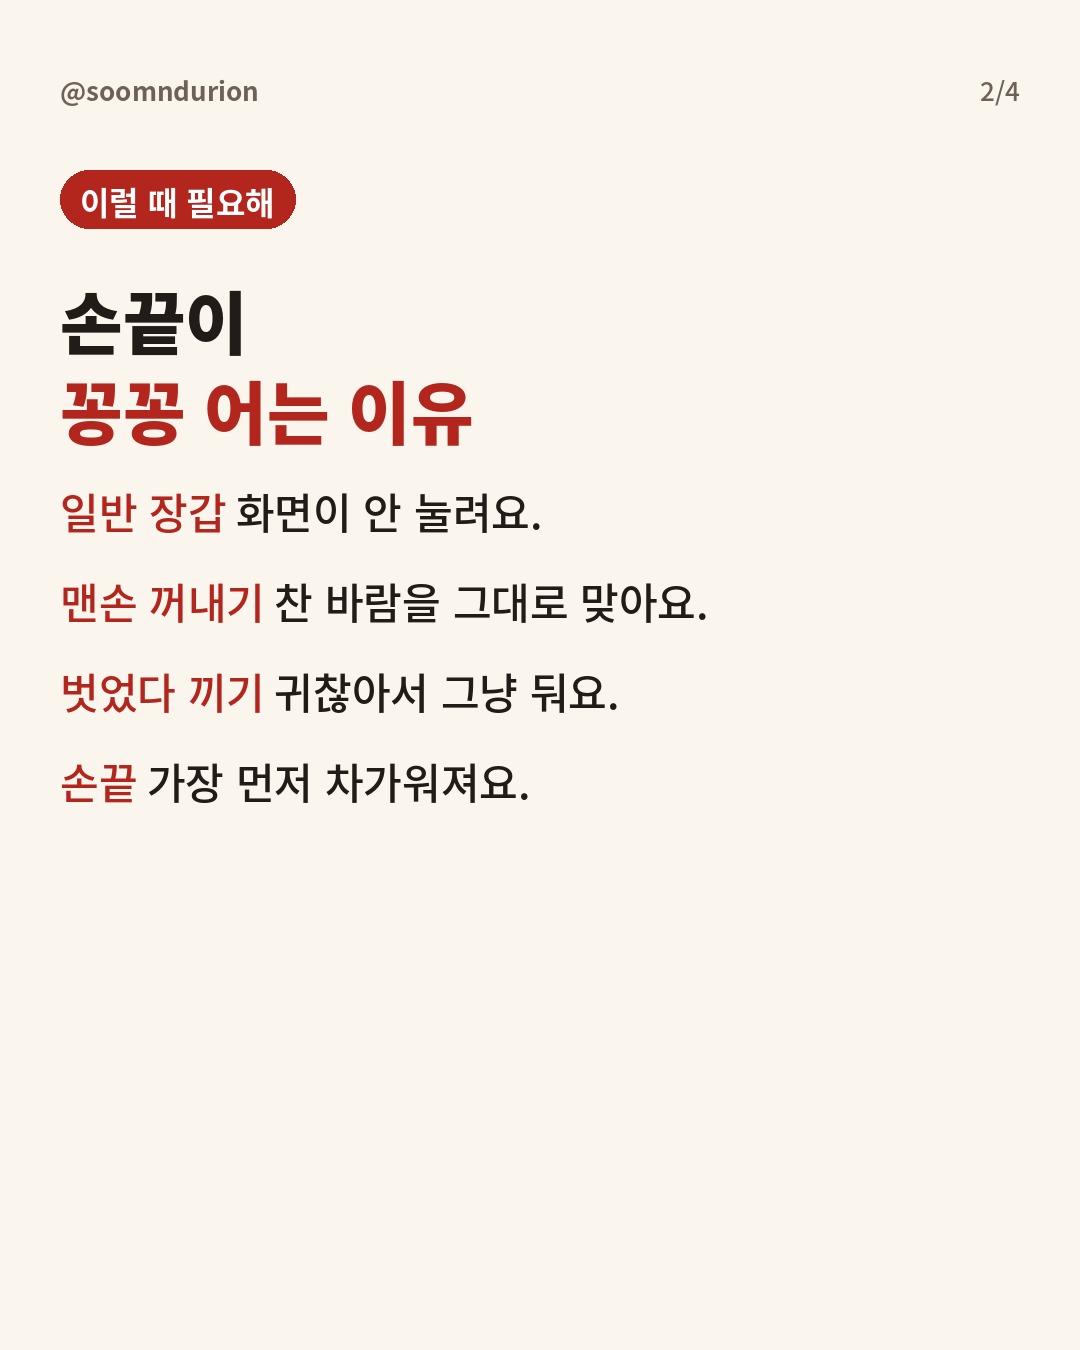 @soomndurion
2/4
이럴 때 필요해
손끝이
꽁꽁 어는 이유
일반 장갑 화면이 안 눌려요.
맨손 꺼내기 찬 바람을 그대로 맞아요.
벗었다 끼기 귀찮아서 그냥 둬요.
손끝 가장 먼저 차가워져요.